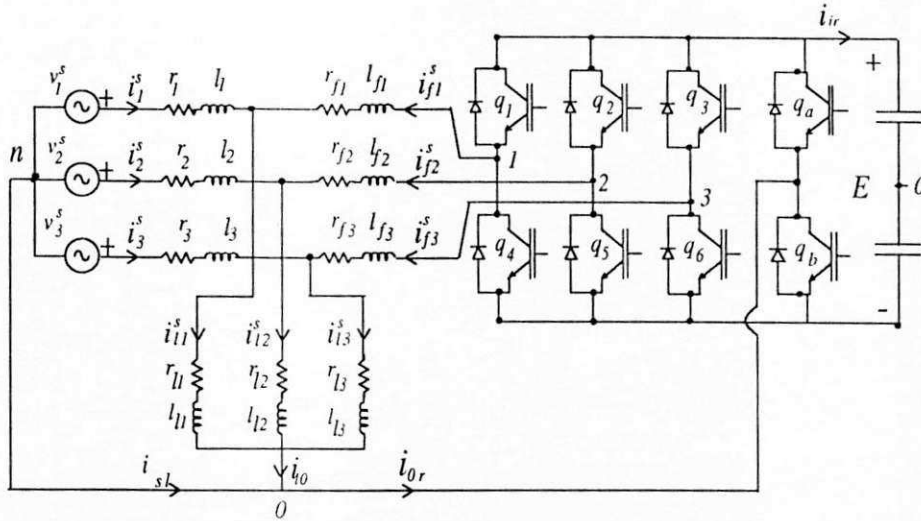 i_ir
v_1^s + i_1^s r_1 l_1 r_f1 l_f1 i_f1^s q_1 q_2 q_3 q_a +
n v_2^s + i_2^s r_2 l_2 r_f2 l_f2 i_f2^s 1
2 E 0
v_3^s + i_3^s r_3 l_3 r_f3 l_f3 i_f3^s 3
q_4 q_5 q_6 q_b
-
i_l1^s i_l2^s i_l3^s
r_l1 r_l2 r_l3
l_l1 l_l2 l_l3
i_sl i_l0 i_0r
0